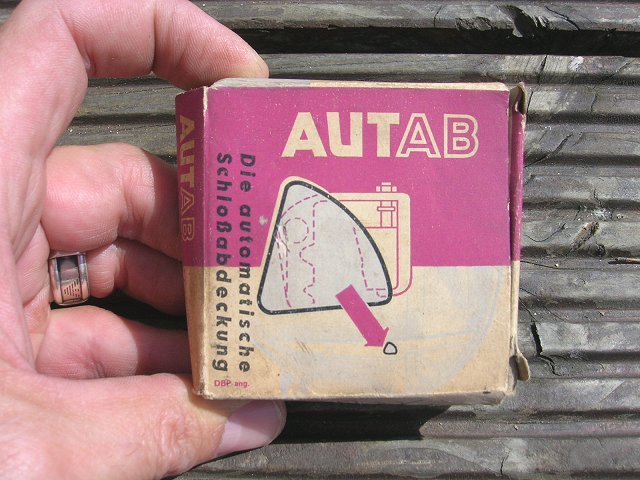 AUTAB
AUTAB
Die automatische
Schloßabdeckung
DBP ang.